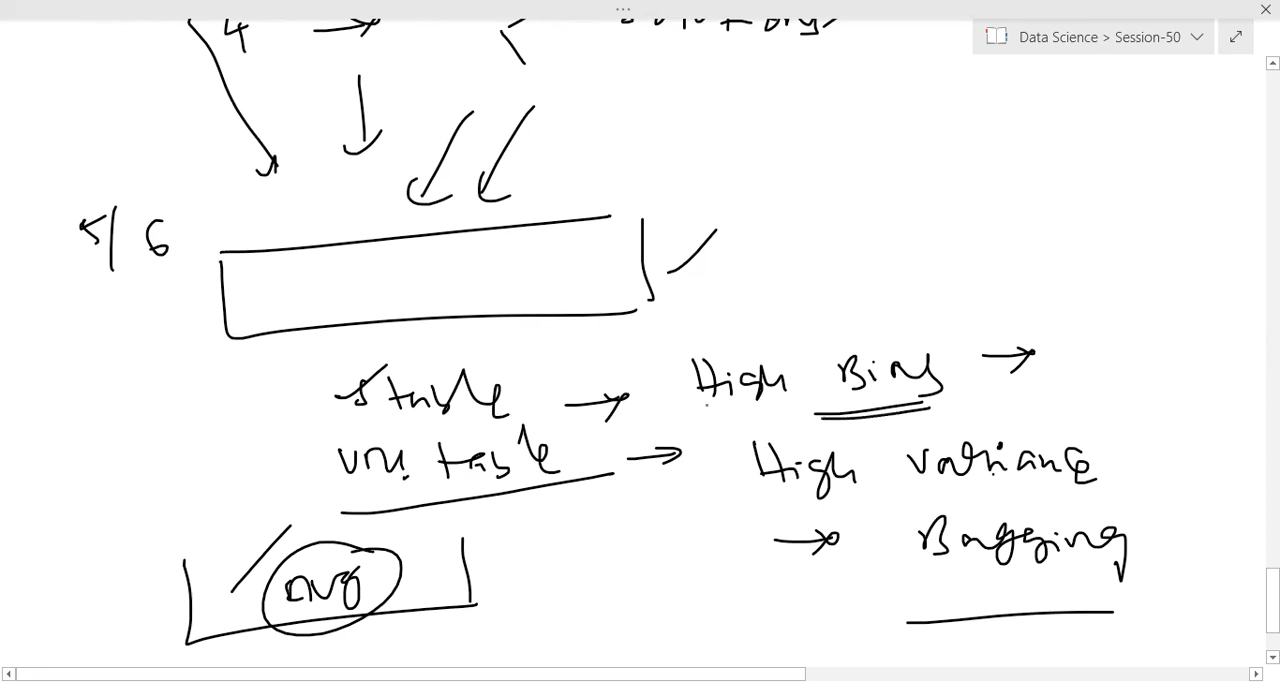 Data Science > Session-50
4
5/6
stable → High Bias →
unstable → High variance
→ Bagging
avg